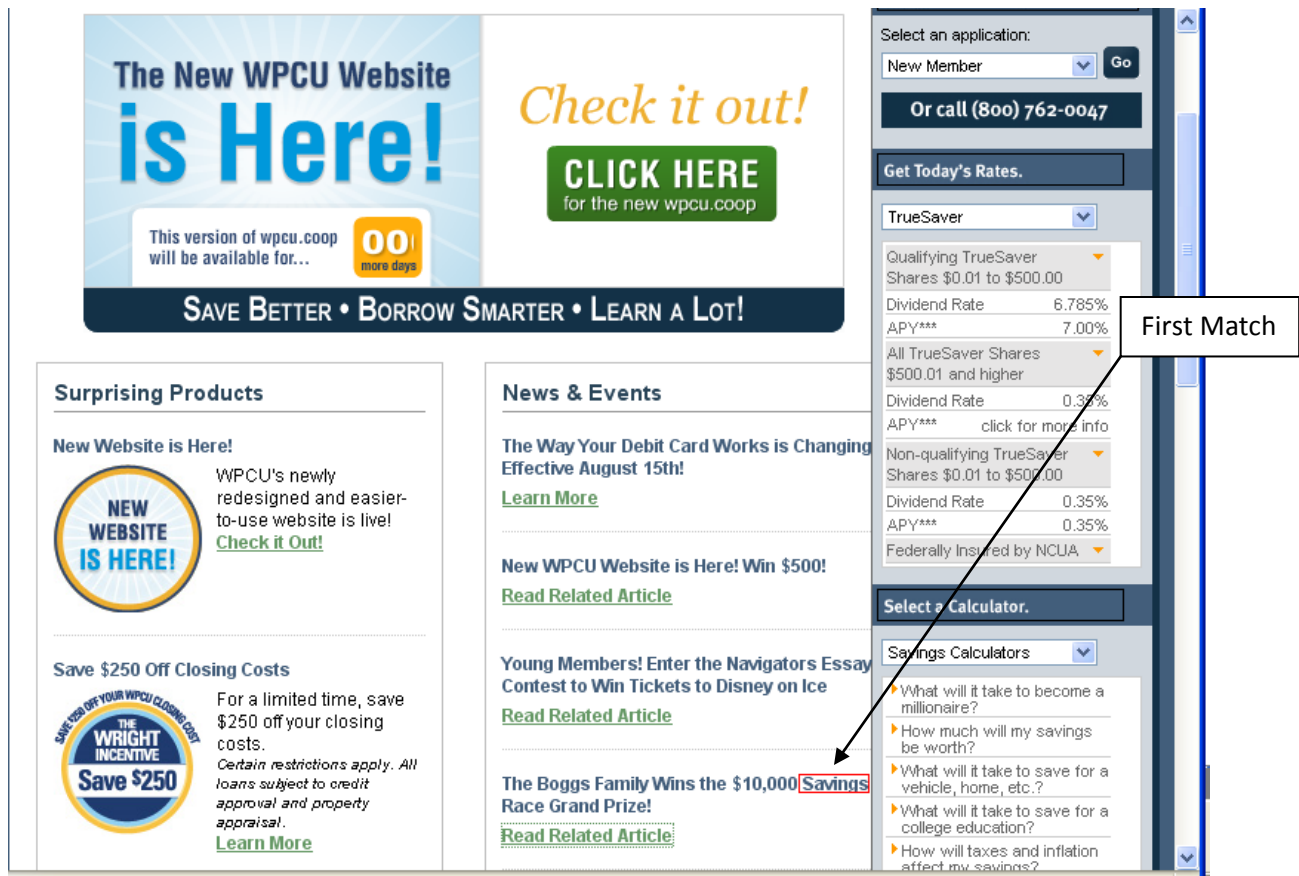 The New WPCU Website
is Here!
This version of wpcu.coop
will be available for...
00
more days
Check it out!
CLICK HERE
for the new wpcu.coop
SAVE BETTER • BORROW SMARTER • LEARN A LOT!
Surprising Products
New Website is Here!
NEW
WEBSITE
IS HERE!
WPCU's newly
redesigned and easier-
to-use website is live!
Check it Out!
Save $250 Off Closing Costs
SAVE $250 OFF YOUR WPCU CLOSING COST
THE
WRIGHT
INCENTIVE
Save $250
For a limited time, save
$250 off your closing
costs.
Certain restrictions apply. All
loans subject to credit
approval and property
appraisal.
Learn More
News & Events
The Way Your Debit Card Works is Changing
Effective August 15th!
Learn More
New WPCU Website is Here! Win $500!
Read Related Article
Young Members! Enter the Navigators Essay
Contest to Win Tickets to Disney on Ice
Read Related Article
The Boggs Family Wins the $10,000 Savings
Race Grand Prize!
Read Related Article
Select an application:
New Member
Go
Or call (800) 762-0047
Get Today's Rates.
TrueSaver
Qualifying TrueSaver
Shares $0.01 to $500.00
Dividend Rate 6.785%
APY*** 7.00%
All TrueSaver Shares
$500.01 and higher
Dividend Rate 0.35%
APY*** click for more info
Non-qualifying TrueSaver
Shares $0.01 to $500.00
Dividend Rate 0.35%
APY*** 0.35%
Federally Insured by NCUA
Select a Calculator.
Savings Calculators
What will it take to become a
millionaire?
How much will my savings
be worth?
What will it take to save for a
vehicle, home, etc.?
What will it take to save for a
college education?
How will taxes and inflation
affect my savings?
First Match